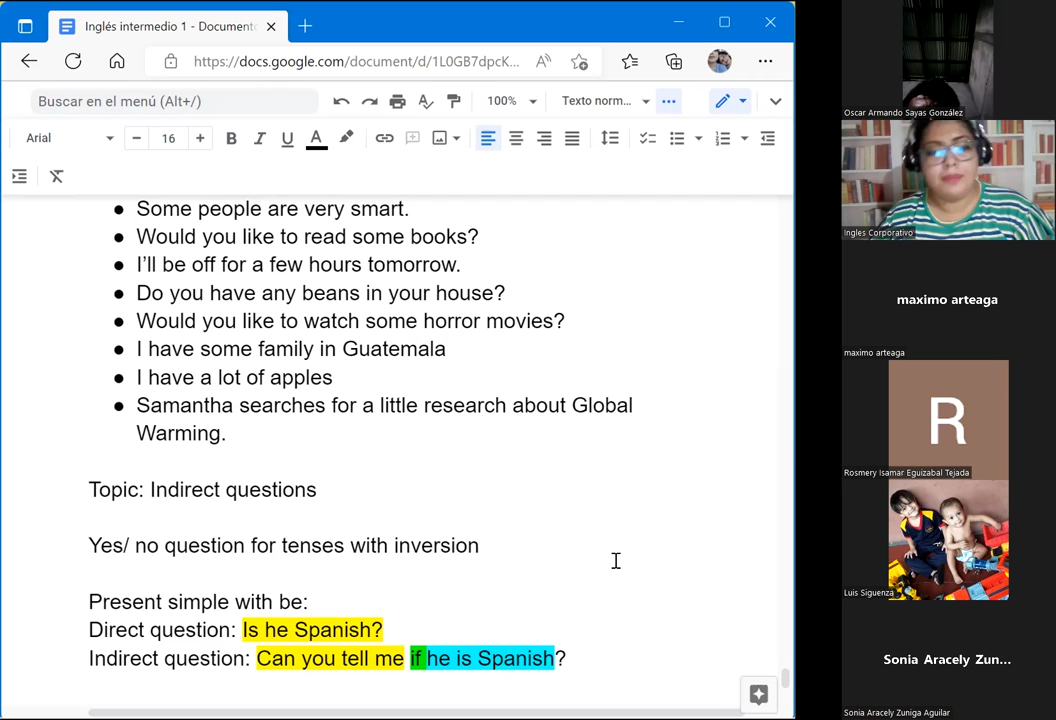 Inglés intermedio 1 - Documento
https://docs.google.com/document/d/1L0GB7dpcK...
Buscar en el menú (Alt+/)
100%
Texto norm...
Arial
16
B
I
U
A
Some people are very smart.
Would you like to read some books?
I'll be off for a few hours tomorrow.
Do you have any beans in your house?
Would you like to watch some horror movies?
I have some family in Guatemala
I have a lot of apples
Samantha searches for a little research about Global
Warming.
Topic: Indirect questions
Yes/ no question for tenses with inversion
Present simple with be:
Direct question: Is he Spanish?
Indirect question: Can you tell me if he is Spanish?
Oscar Armando Sayas González
Ingles Corporativo
maximo arteaga
maximo arteaga
R
Rosmery Isamar Eguizabal Tejada
Luis Siguenza
Sonia Aracely Zun...
Sonia Aracely Zuniga Aguilar